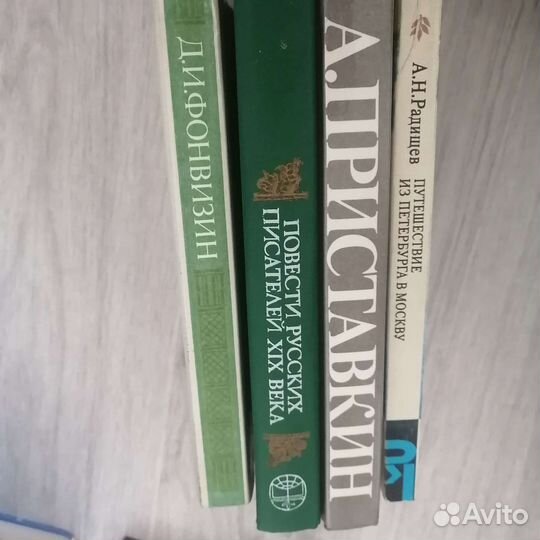 Д.И.ФОНВИЗИН
ПОВЕСТИ РУССКИХ
ПИСАТЕЛЕЙ XIX ВЕКА
А.ПРИСТАВКИН
А.Н.Радищев
ПУТЕШЕСТВИЕ
ИЗ ПЕТЕРБУРГА В МОСКВУ
Avito